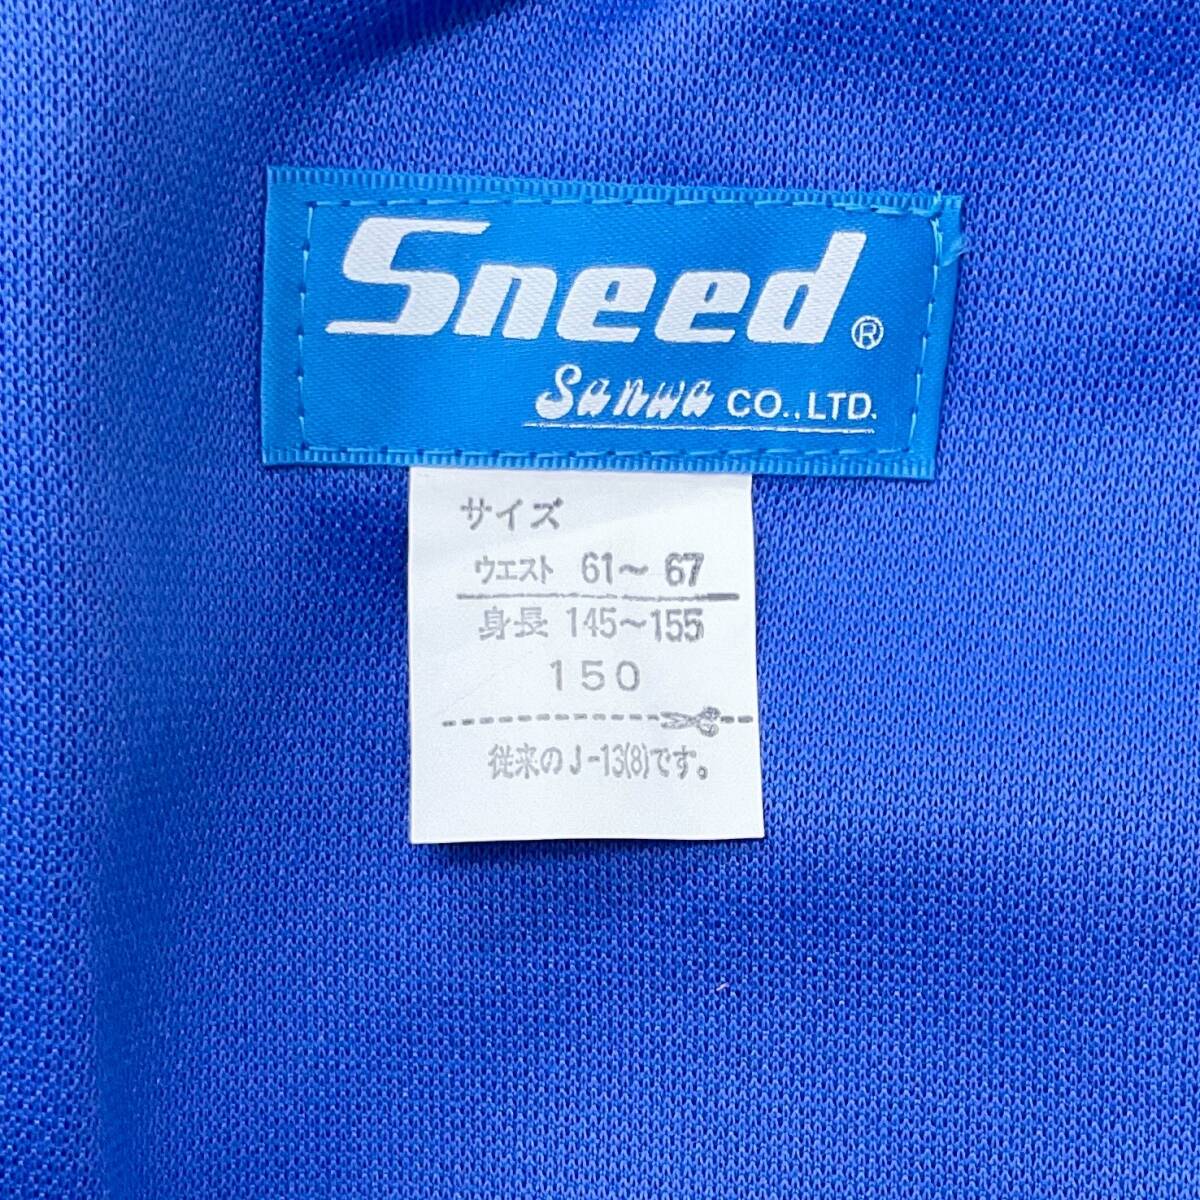 Sneed®
Sanwa CO.,LTD.
サイズ
ウエスト 61〜67
身長 145〜155
150
従来のJ-13(8)です。